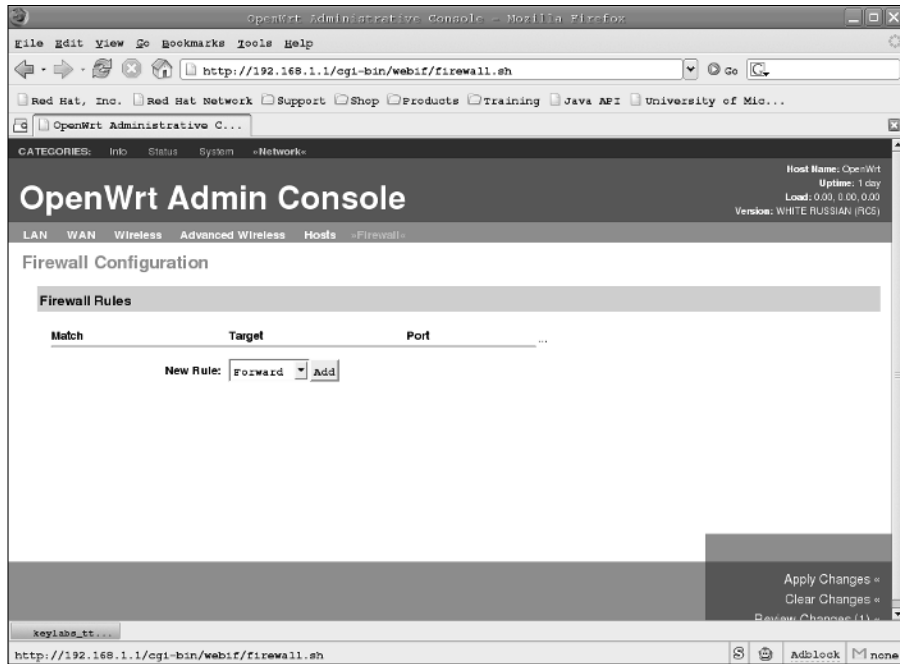 OpenWrt Administrative Console - Mozilla Firefox
File Edit View Go Bookmarks Tools Help
http://192.168.1.1/cgi-bin/webif/firewall.sh Go
Red Hat, Inc. Red Hat Network Support Shop Products Training Java API University of Mic...
OpenWrt Administrative C...
CATEGORIES: Info Status System »Network«
Host Name: OpenWrt
Uptime: 1 day
OpenWrt Admin Console
Load: 0.00, 0.00, 0.00
Version: WHITE RUSSIAN (RC5)
LAN WAN Wireless Advanced Wireless Hosts »Firewall«
Firewall Configuration
Firewall Rules
Match Target Port ...
New Rule: Forward Add
Apply Changes «
Clear Changes «
Review Changes (1) «
keylabs_tt...
http://192.168.1.1/cgi-bin/webif/firewall.sh Adblock none